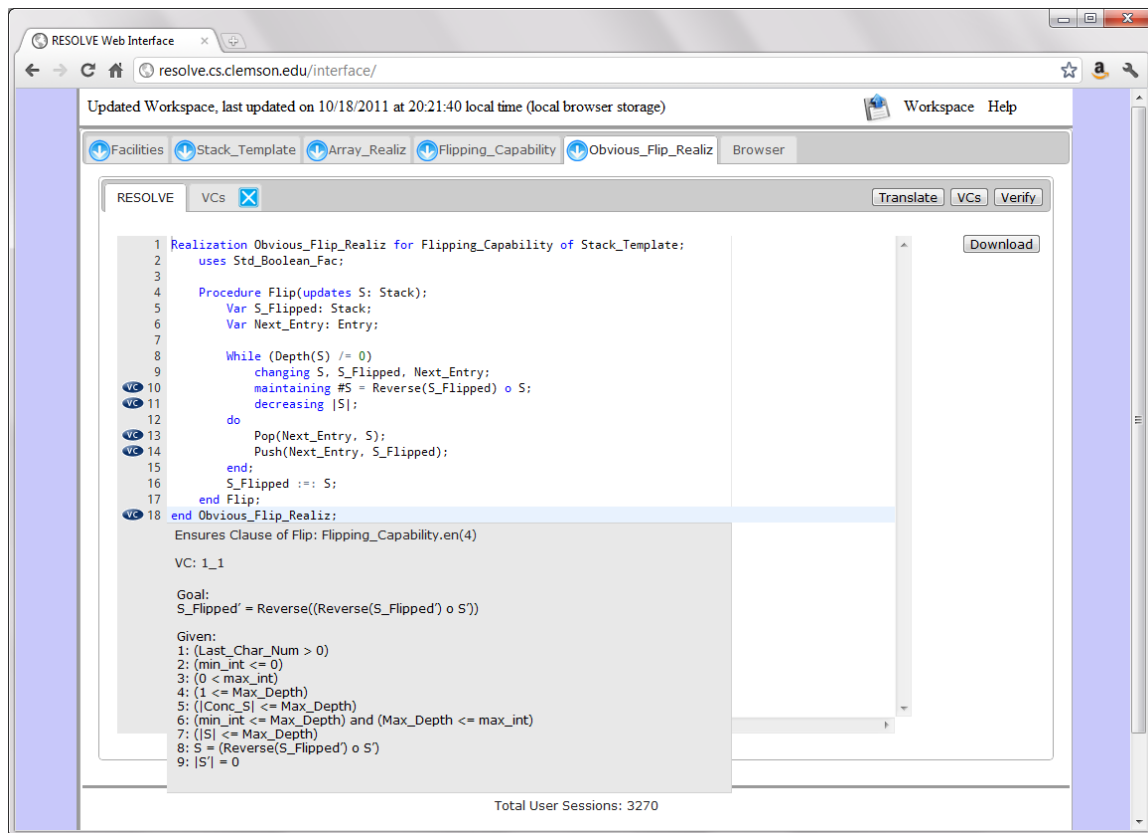 RESOLVE Web Interface
resolve.cs.clemson.edu/interface/
Updated Workspace, last updated on 10/18/2011 at 20:21:40 local time (local browser storage)
Workspace Help
Facilities Stack_Template Array_Realiz Flipping_Capability Obvious_Flip_Realiz Browser
RESOLVE VCs Translate VCs Verify
Download
1 Realization Obvious_Flip_Realiz for Flipping_Capability of Stack_Template;
2 uses Std_Boolean_Fac;
3
4 Procedure Flip(updates S: Stack);
5 Var S_Flipped: Stack;
6 Var Next_Entry: Entry;
7
8 While (Depth(S) /= 0)
9 changing S, S_Flipped, Next_Entry;
VC 10 maintaining #S = Reverse(S_Flipped) o S;
VC 11 decreasing |S|;
12 do
VC 13 Pop(Next_Entry, S);
VC 14 Push(Next_Entry, S_Flipped);
15 end;
16 S_Flipped :=: S;
17 end Flip;
VC 18 end Obvious_Flip_Realiz;
Ensures Clause of Flip: Flipping_Capability.en(4)
VC: 1_1
Goal:
S_Flipped' = Reverse((Reverse(S_Flipped') o S'))
Given:
1: (Last_Char_Num > 0)
2: (min_int <= 0)
3: (0 < max_int)
4: (1 <= Max_Depth)
5: (|Conc_S| <= Max_Depth)
6: (min_int <= Max_Depth) and (Max_Depth <= max_int)
7: (|S| <= Max_Depth)
8: S = (Reverse(S_Flipped') o S')
9: |S'| = 0
Total User Sessions: 3270